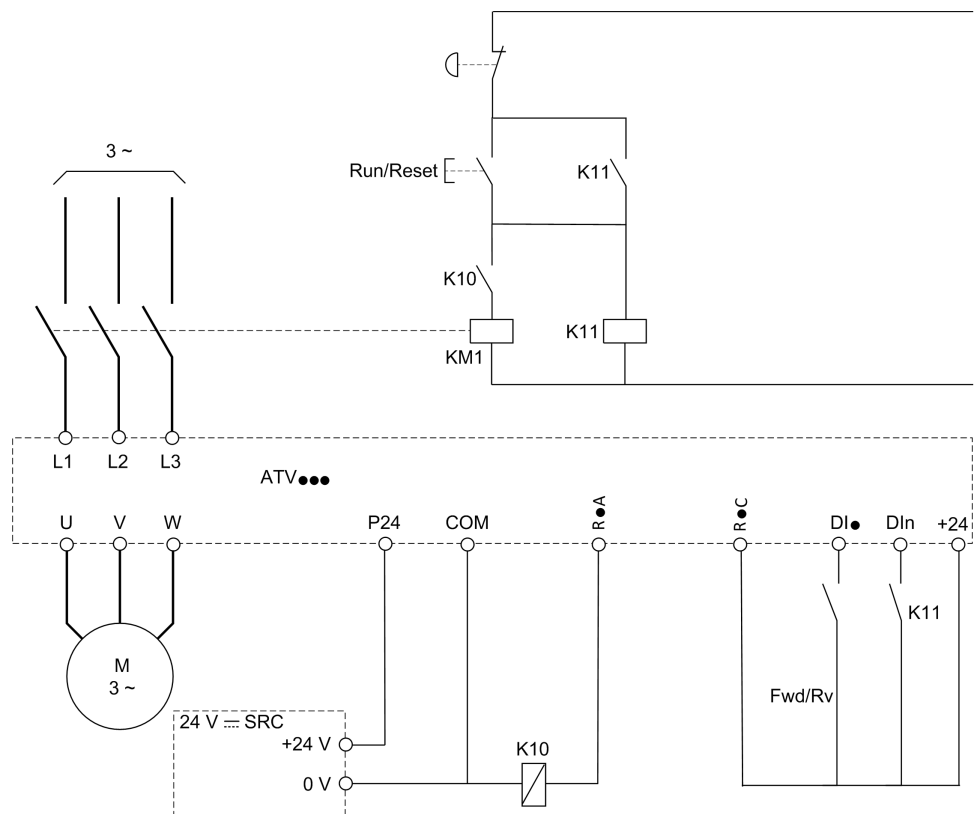 3 ~
Run/Reset
K11
K10
KM1
K11
L1
L2
L3
ATV●●●
U
V
W
P24
COM
R●A
R●C
DI●
DIn
+24
K11
M
3 ~
Fwd/Rv
24 V ⎓ SRC
+24 V
K10
0 V